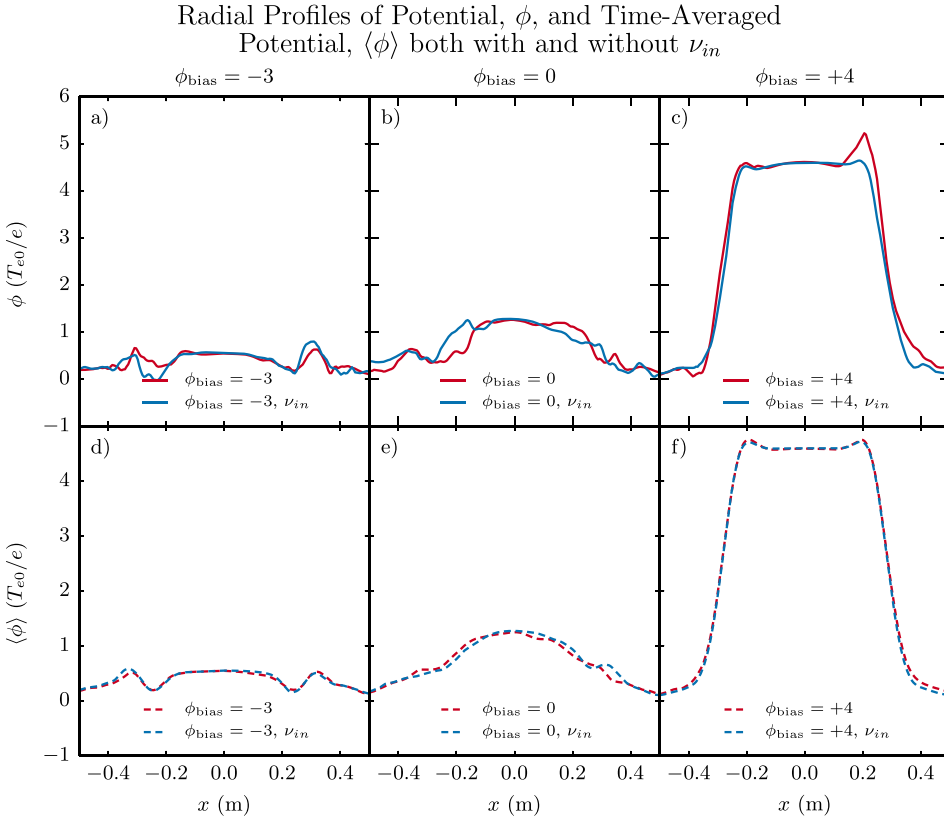 Radial Profiles of Potential, ϕ, and Time-Averaged
Potential, ⟨ϕ⟩ both with and without ν_in
ϕ_bias = −3
ϕ_bias = 0
ϕ_bias = +4
a)
b)
c)
6
5
4
3
2
1
0
−1
ϕ (T_e0/e)
ϕ_bias = −3
ϕ_bias = −3, ν_in
ϕ_bias = 0
ϕ_bias = 0, ν_in
ϕ_bias = +4
ϕ_bias = +4, ν_in
d)
e)
f)
4
3
2
1
0
−1
⟨ϕ⟩ (T_e0/e)
ϕ_bias = −3
ϕ_bias = −3, ν_in
ϕ_bias = 0
ϕ_bias = 0, ν_in
ϕ_bias = +4
ϕ_bias = +4, ν_in
−0.4 −0.2 0.0 0.2 0.4
−0.4 −0.2 0.0 0.2 0.4
−0.4 −0.2 0.0 0.2 0.4
x (m)
x (m)
x (m)